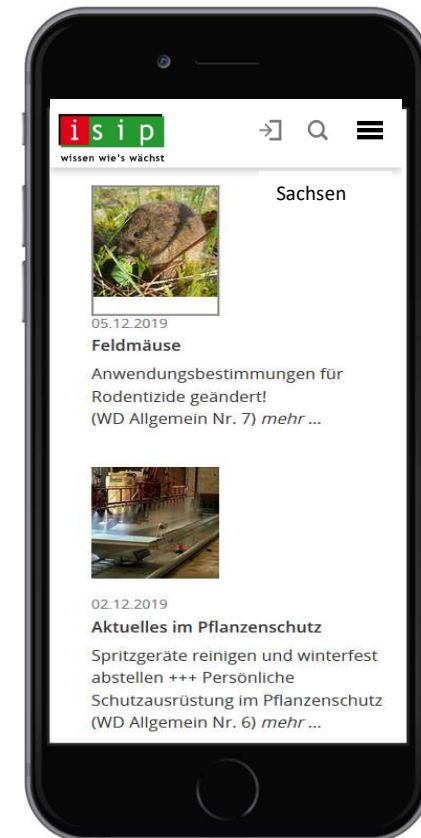 isip
wissen wie's wächst
Sachsen
05.12.2019
Feldmäuse
Anwendungsbestimmungen für
Rodentizide geändert!
(WD Allgemein Nr. 7) mehr ...
02.12.2019
Aktuelles im Pflanzenschutz
Spritzgeräte reinigen und winterfest
abstellen +++ Persönliche
Schutzausrüstung im Pflanzenschutz
(WD Allgemein Nr. 6) mehr ...